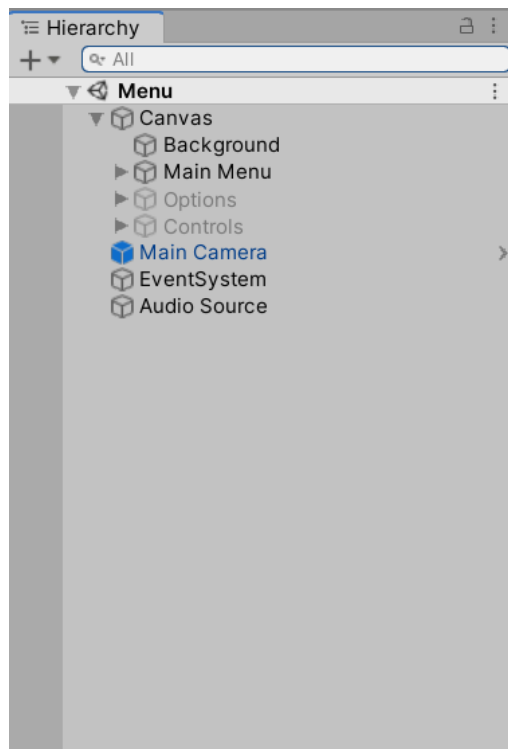 Hierarchy
All
Menu
Canvas
Background
Main Menu
Options
Controls
Main Camera
EventSystem
Audio Source